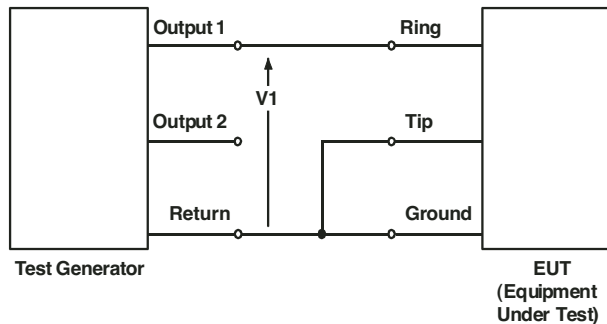 Output 1
Ring
V1
Output 2
Tip
Return
Ground
Test Generator
EUT
(Equipment
Under Test)